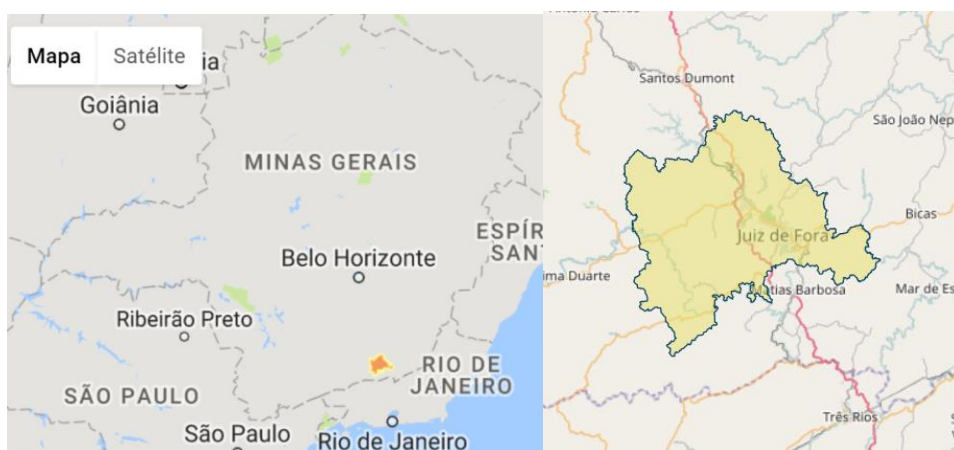 Mapa
Satélite
ia
Goiânia
MINAS GERAIS
ESPÍR
SANT
Belo Horizonte
Ribeirão Preto
RIO DE
JANEIRO
SÃO PAULO
São Paulo
Rio de Janeiro
Santos Dumont
São João Nep
Juiz de Fora
Bicas
ima Duarte
Matias Barbosa
Mar de Es
Três Rios